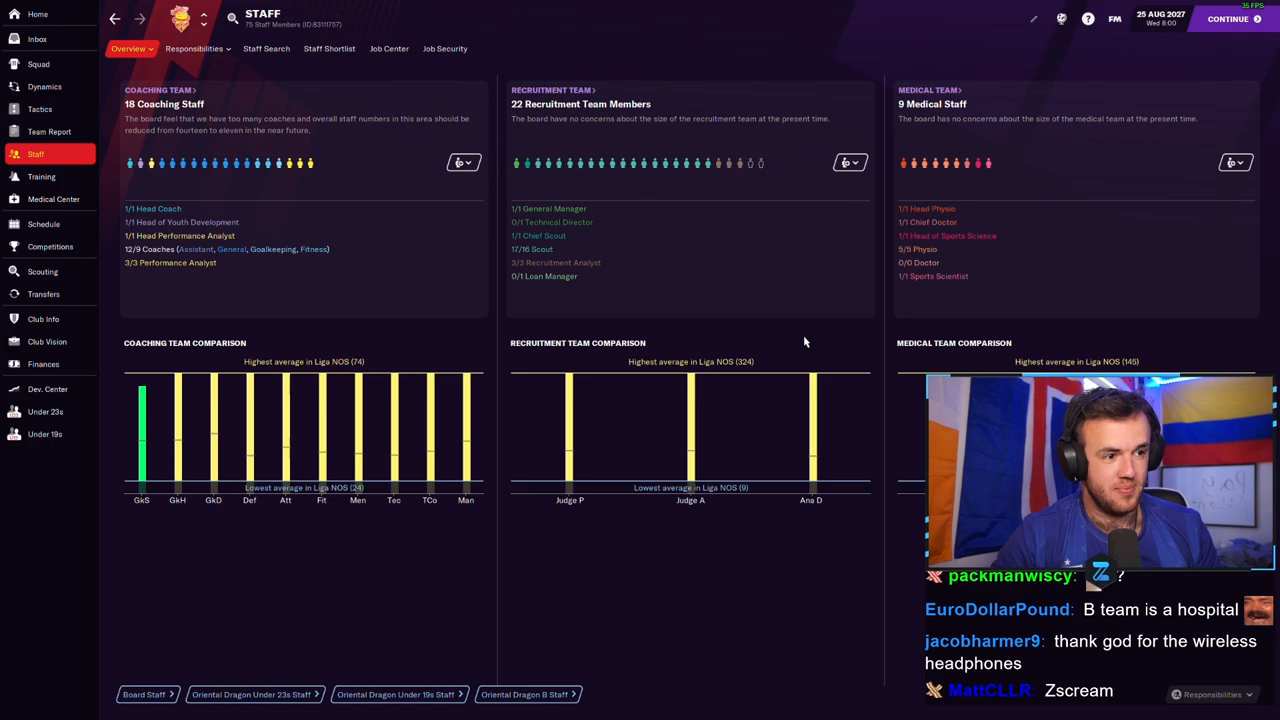 36 FPS
Home
Inbox
Squad
Dynamics
Tactics
Team Report
Staff
Training
Medical Center
Schedule
Competitions
Scouting
Transfers
Club Info
Club Vision
Finances
Dev. Center
Under 23s
Under 19s
STAFF
75 Staff Members (ID:83111757)
FM
25 AUG 2027
Wed 8:00
CONTINUE
Overview
Responsibilities
Staff Search
Staff Shortlist
Job Center
Job Security
COACHING TEAM >
18 Coaching Staff
The board feel that we have too many coaches and overall staff numbers in this area should be
reduced from fourteen to eleven in the near future.
1/1 Head Coach
1/1 Head of Youth Development
1/1 Head Performance Analyst
12/9 Coaches (Assistant, General, Goalkeeping, Fitness)
3/3 Performance Analyst
RECRUITMENT TEAM >
22 Recruitment Team Members
The board have no concerns about the size of the recruitment team at the present time.
1/1 General Manager
0/1 Technical Director
1/1 Chief Scout
17/16 Scout
3/3 Recruitment Analyst
0/1 Loan Manager
MEDICAL TEAM >
9 Medical Staff
The board has no concerns about the size of the medical team at the present time.
1/1 Head Physio
1/1 Chief Doctor
1/1 Head of Sports Science
5/5 Physio
0/0 Doctor
1/1 Sports Scientist
COACHING TEAM COMPARISON
Highest average in Liga NOS (74)
Lowest average in Liga NOS (24)
GkS GkH GkD Def Att Fit Men Tec TCo Man
RECRUITMENT TEAM COMPARISON
Highest average in Liga NOS (324)
Lowest average in Liga NOS (9)
Judge P Judge A Ana D
MEDICAL TEAM COMPARISON
Highest average in Liga NOS (145)
packmanwiscy: ?
EuroDollarPound: B team is a hospital
jacobharmer9: thank god for the wireless
headphones
MattCLLR: Zscream
Board Staff >
Oriental Dragon Under 23s Staff >
Oriental Dragon Under 19s Staff >
Oriental Dragon B Staff >
Responsibilities